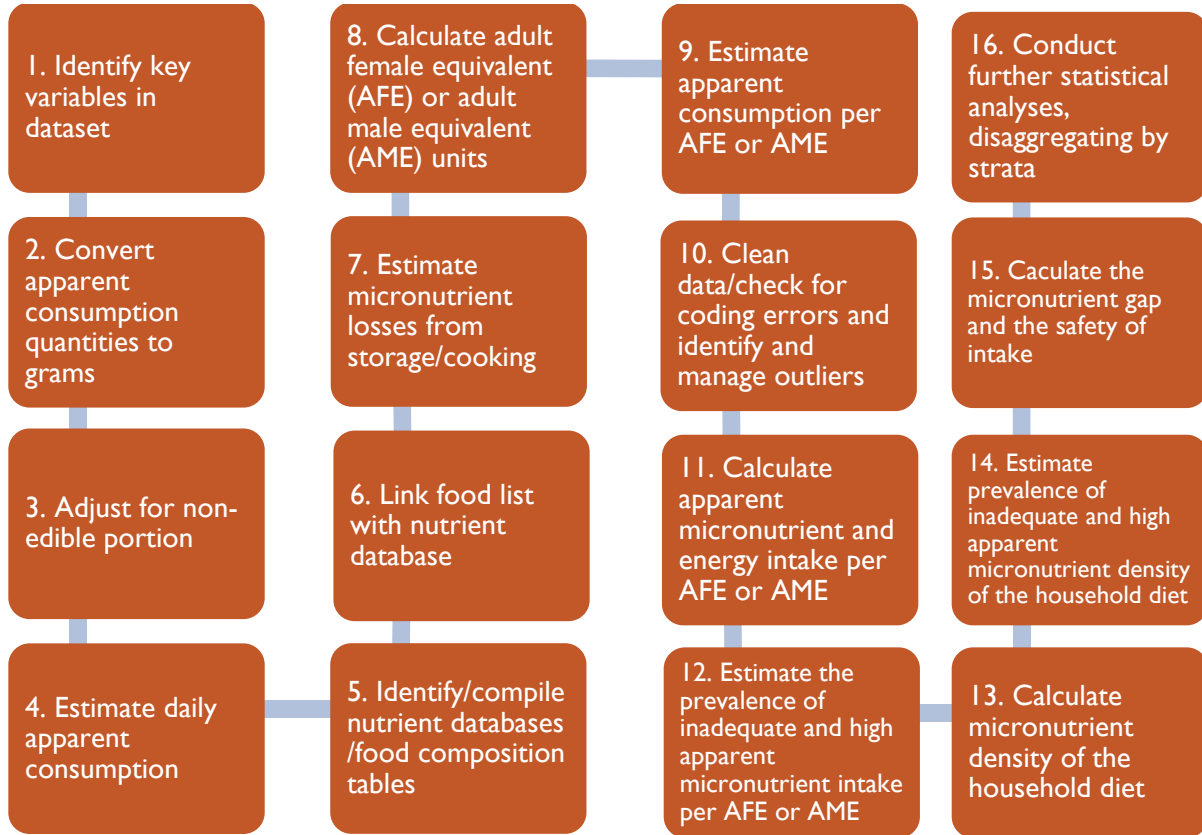 1. Identify key
variables in
dataset
2. Convert
apparent
consumption
quantities to
grams
3. Adjust for non-
edible portion
4. Estimate daily
apparent
consumption
5. Identify/compile
nutrient databases
/food composition
tables
6. Link food list
with nutrient
database
7. Estimate
micronutrient
losses from
storage/cooking
8. Calculate adult
female equivalent
(AFE) or adult
male equivalent
(AME) units
9. Estimate
apparent
consumption per
AFE or AME
10. Clean
data/check for
coding errors and
identify and
manage outliers
11. Calculate
apparent
micronutrient and
energy intake per
AFE or AME
12. Estimate the
prevalence of
inadequate and high
apparent
micronutrient intake
per AFE or AME
13. Calculate
micronutrient
density of the
household diet
14. Estimate
prevalence of
inadequate and high
apparent
micronutrient density
of the household diet
15. Caculate the
micronutrient gap
and the safety of
intake
16. Conduct
further statistical
analyses,
disaggregating by
strata